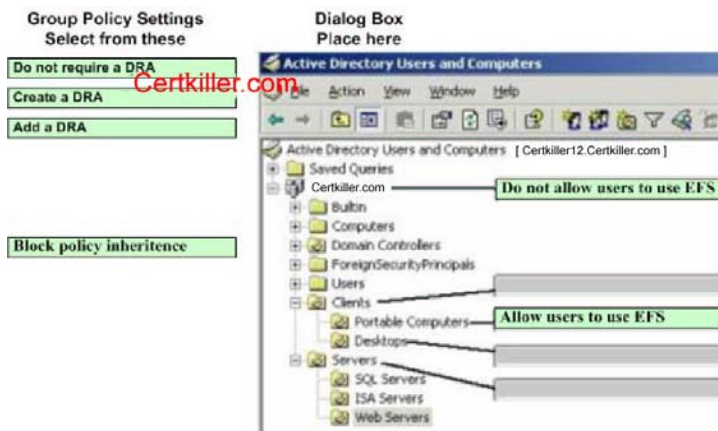 Group Policy Settings
Select from these
Dialog Box
Place here
Do not require a DRA
Create a DRA
Add a DRA
Block policy inheritence
Certkiller.com
Active Directory Users and Computers
File Action View Window Help
Active Directory Users and Computers [ Certkiller12.Certkiller.com ]
Saved Queries
Certkiller.com
Do not allow users to use EFS
Builtin
Computers
Domain Controllers
ForeignSecurityPrincipals
Users
Clients
Portable Computers
Allow users to use EFS
Desktops
Servers
SQL Servers
ISA Servers
Web Servers